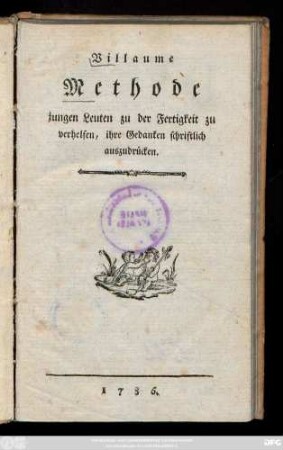 Villaume
Methode
jungen Leuten zu der Fertigkeit zu
verhelfen, ihre Gedanken schriftlich
auszudrücken.
1786.